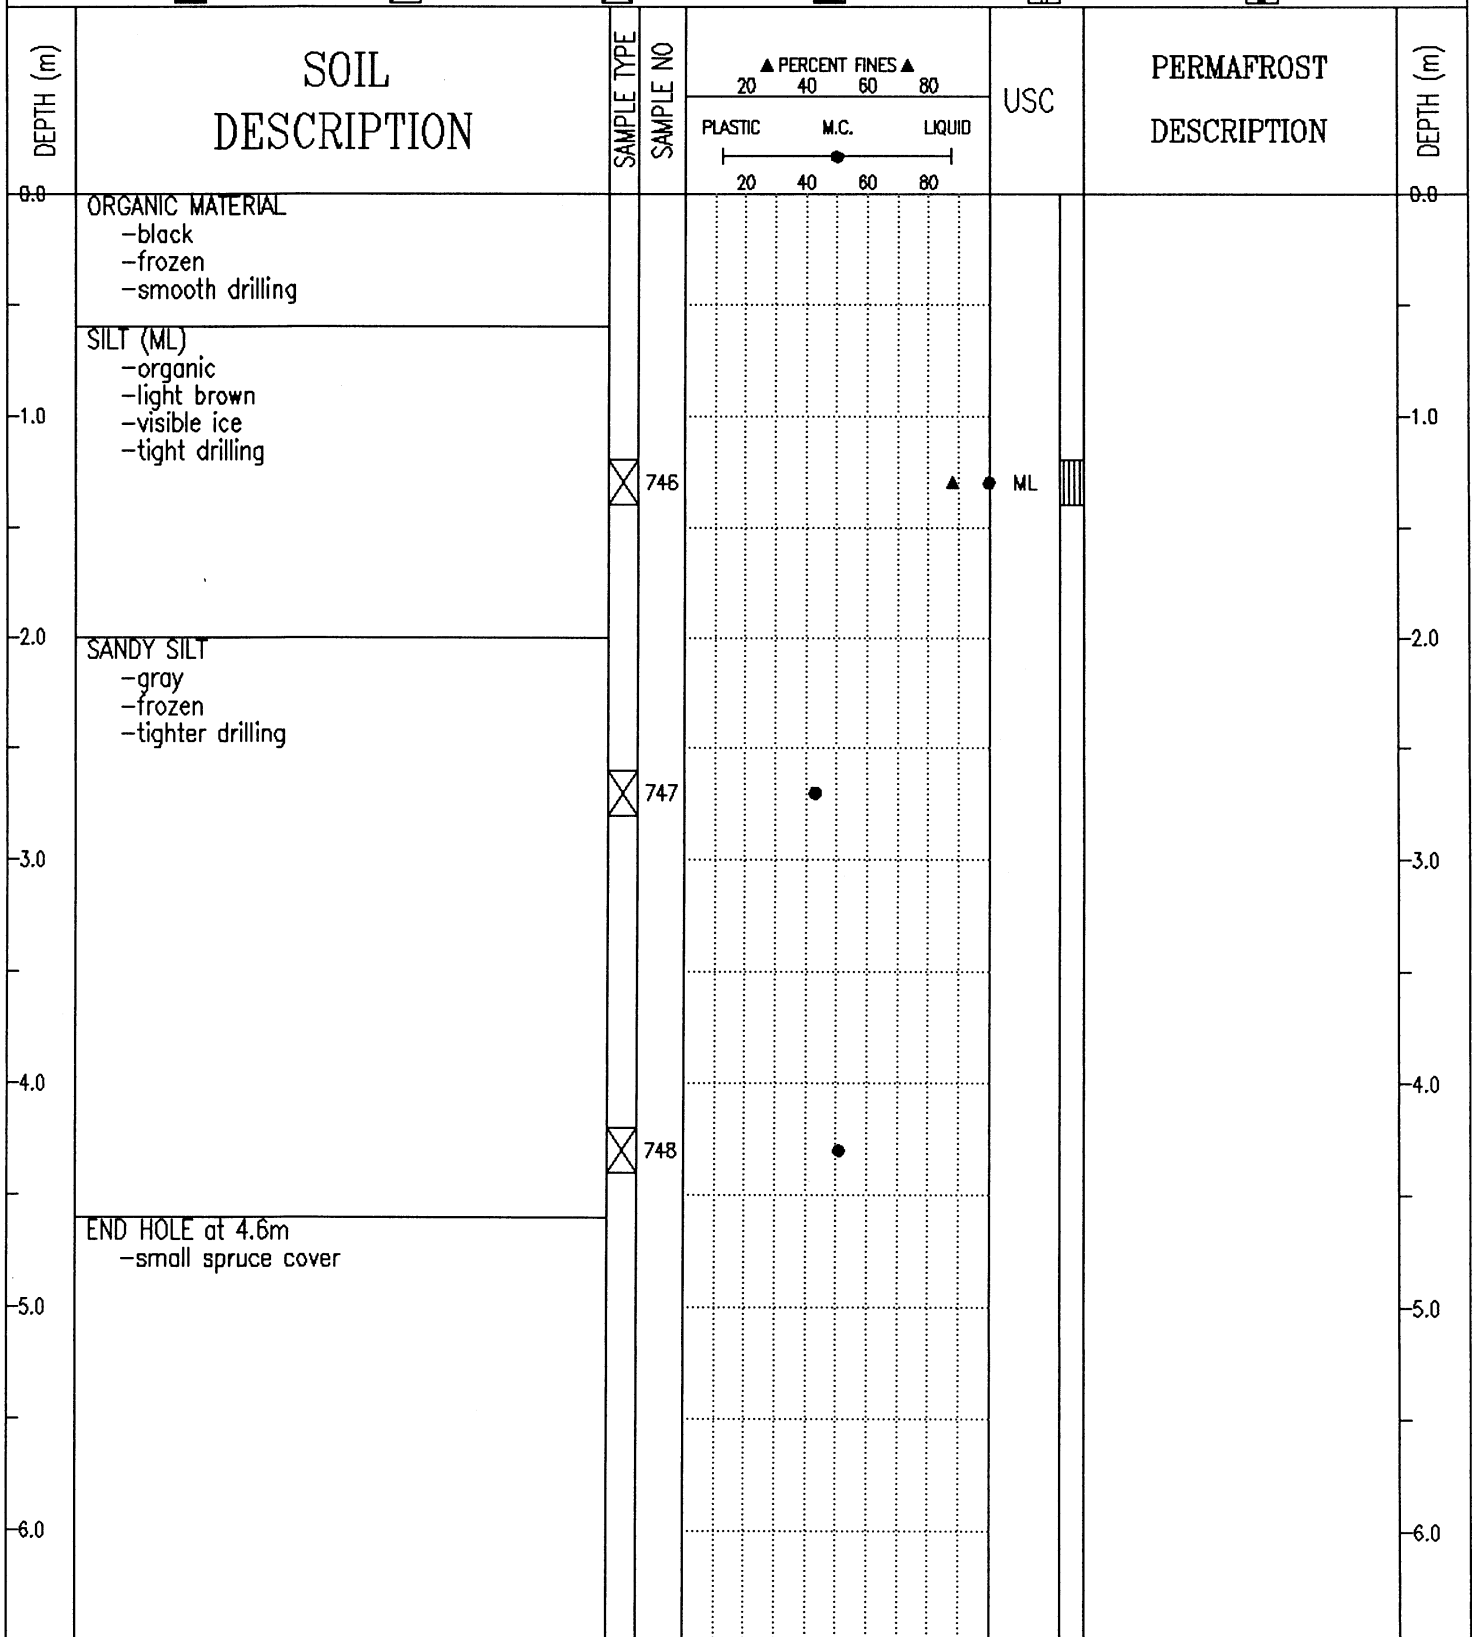 DEPTH (m)
SOIL
DESCRIPTION
SAMPLE TYPE
SAMPLE NO
▲ PERCENT FINES ▲
20 40 60 80
PLASTIC M.C. LIQUID
20 40 60 80
USC
PERMAFROST
DESCRIPTION
DEPTH (m)
0.0
0.0
ORGANIC MATERIAL
-black
-frozen
-smooth drilling
SILT (ML)
-organic
-light brown
1.0
-visible ice
1.0
-tight drilling
746
ML
2.0
2.0
SANDY SILT
-gray
-frozen
-tighter drilling
747
3.0
3.0
4.0
4.0
748
END HOLE at 4.6m
-small spruce cover
5.0
5.0
6.0
6.0